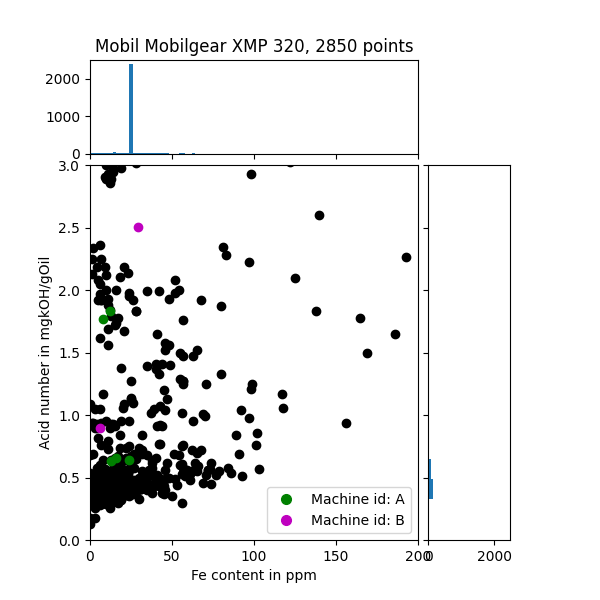 Mobil Mobilgear XMP 320, 2850 points
2000
1000
0
3.0
2.5
2.0
1.5
1.0
0.5
0.0
Acid number in mgkOH/gOil
Machine id: A
Machine id: B
0 50 100 150 200 0 2000
Fe content in ppm